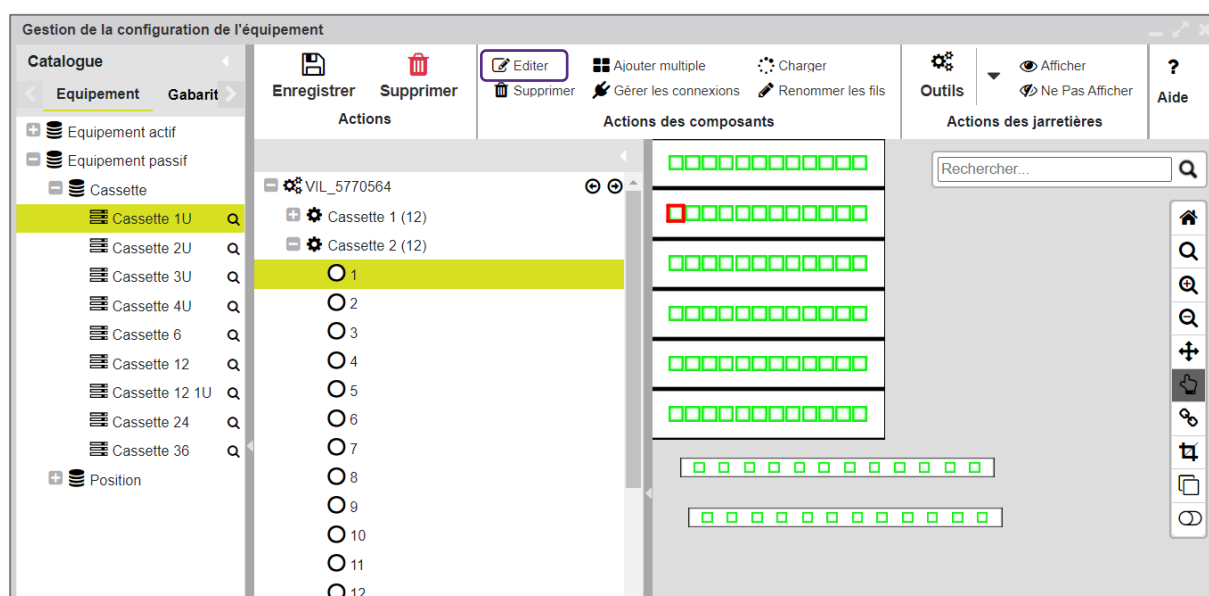 Gestion de la configuration de l'équipement
Catalogue
Equipement Gabarit
Equipement actif
Equipement passif
Cassette
Cassette 1U
Cassette 2U
Cassette 3U
Cassette 4U
Cassette 6
Cassette 12
Cassette 12 1U
Cassette 24
Cassette 36
Position
Enregistrer Supprimer
Actions
Editer Ajouter multiple Charger
Supprimer Gérer les connexions Renommer les fils
Actions des composants
Outils
Afficher
Ne Pas Afficher
Actions des jarretières
?
Aide
VIL_5770564
Cassette 1 (12)
Cassette 2 (12)
1
2
3
4
5
6
7
8
9
10
11
12
Rechercher...